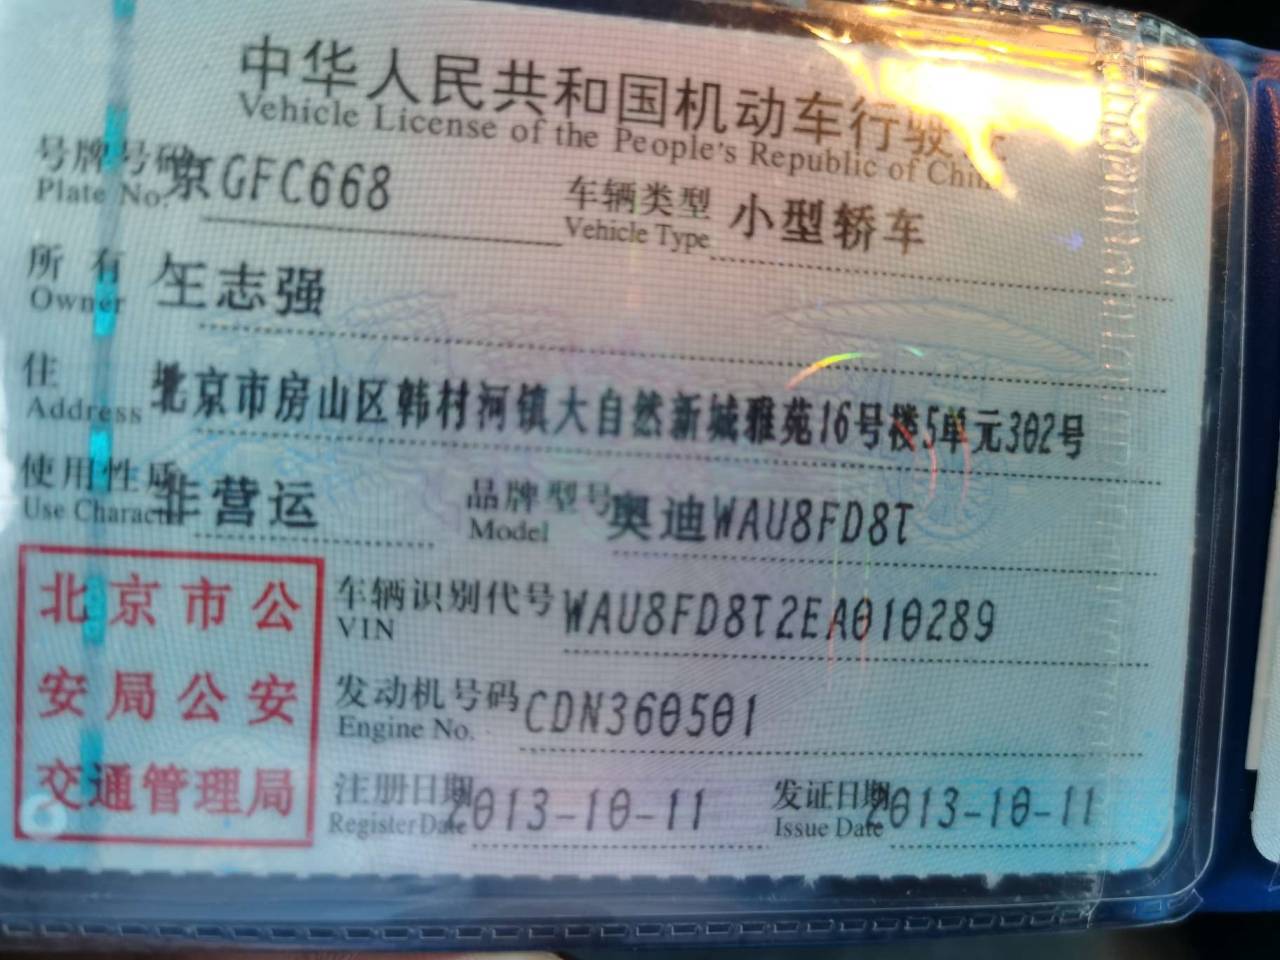 中华人民共和国机动车行驶证
Vehicle License of the People's Republic of China
号牌号码 京GFC668 车辆类型 小型轿车
Plate No. Vehicle Type
所有人 王志强
Owner
住 址 北京市房山区韩村河镇大自然新城雅苑16号楼5单元302号
Address
使用性质 非营运 品牌型号 奥迪WAU8FD8T
Use Character Model
北京市公
安局公安
交通管理局
车辆识别代号 WAU8FD8T2EA010289
VIN
发动机号码 CDN360501
Engine No.
注册日期 2013-10-11 发证日期 2013-10-11
Register Date Issue Date